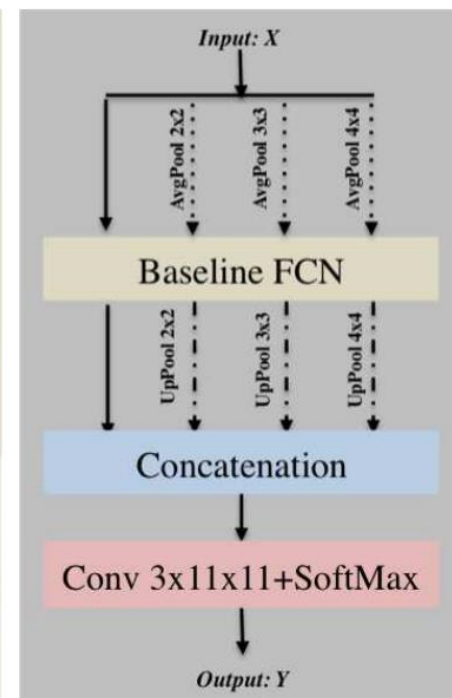 Input: X
AvgPool 2x2
AvgPool 3x3
AvgPool 4x4
Baseline FCN
UpPool 2x2
UpPool 3x3
UpPool 4x4
Concatenation
Conv 3x11x11+SoftMax
Output: Y